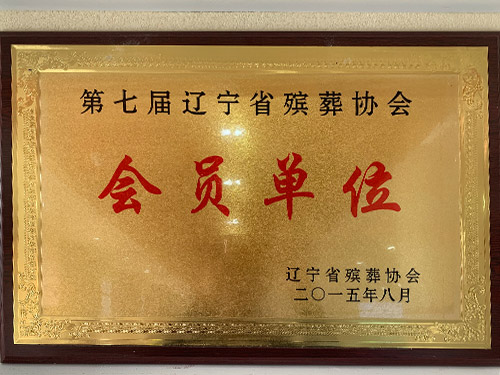 第七届辽宁省殡葬协会
会员单位
辽宁省殡葬协会
二〇一五年八月